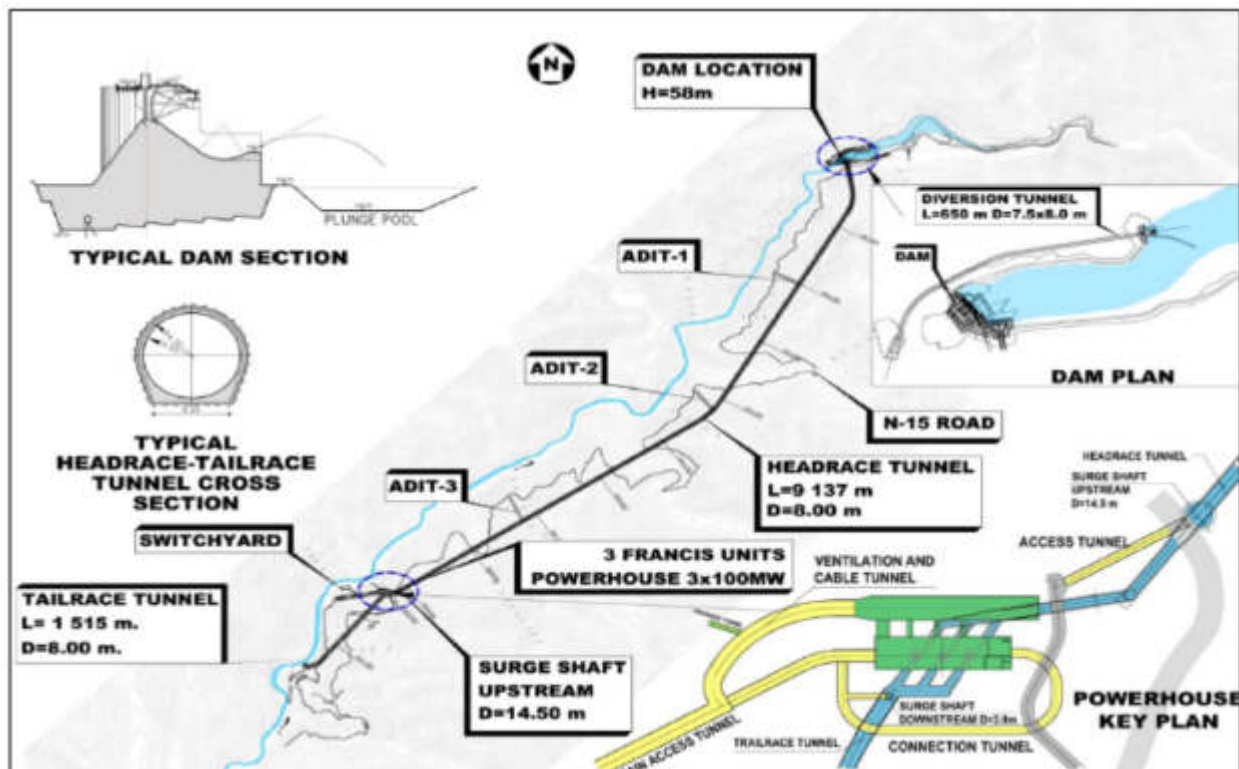 N
DAM LOCATION
H=58m
PLUNGE POOL
TYPICAL DAM SECTION
DIVERSION TUNNEL
L=650 m D=7.5x8.0 m
DAM
DAM PLAN
ADIT-1
ADIT-2
N-15 ROAD
TYPICAL
HEADRACE-TAILRACE
TUNNEL CROSS
SECTION
HEADRACE TUNNEL
L=9 137 m
D=8.00 m
ADIT-3
SWITCHYARD
3 FRANCIS UNITS
POWERHOUSE 3x100MW
TAILRACE TUNNEL
L= 1 515 m.
D=8.00 m.
SURGE SHAFT
UPSTREAM
D=14.50 m
HEADRACE TUNNEL
SURGE SHAFT
UPSTREAM
D=14.5 m
ACCESS TUNNEL
VENTILATION AND
CABLE TUNNEL
SURGE SHAFT
DOWNSTREAM
POWERHOUSE
KEY PLAN
TRAILRACE TUNNEL
CONNECTION TUNNEL
ACCESS TUNNEL